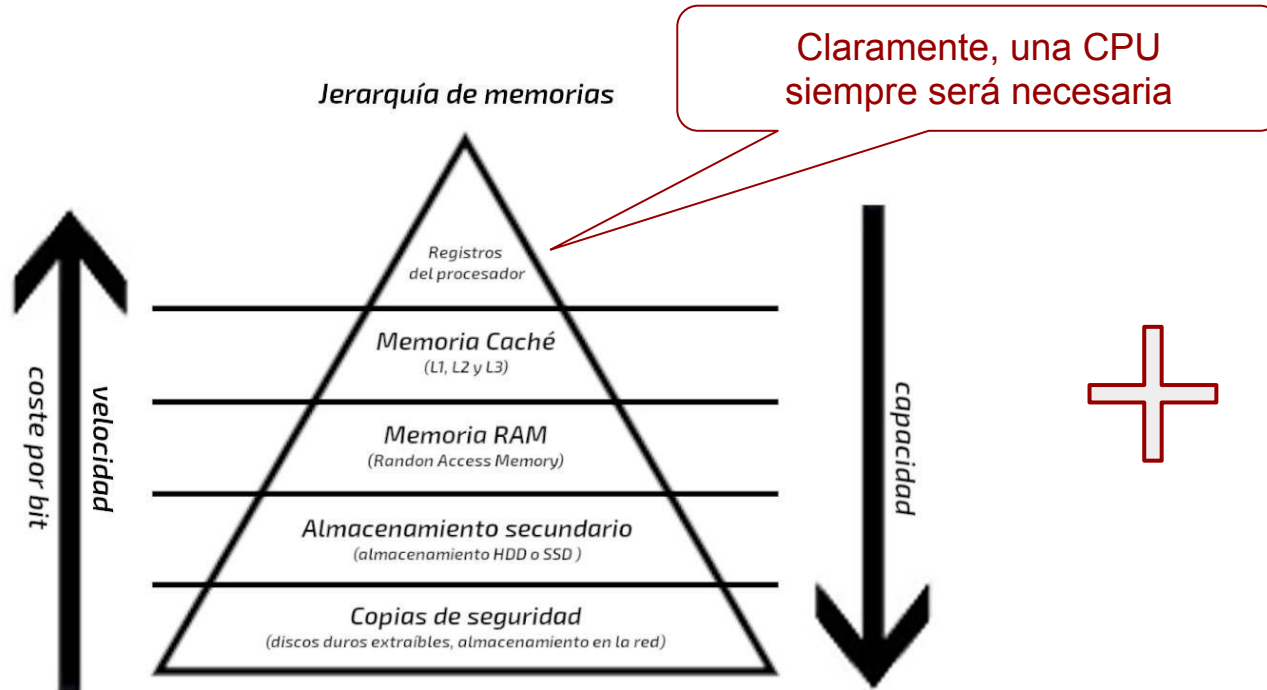 Claramente, una CPU
siempre será necesaria
Jerarquía de memorias
Registros
del procesador
Memoria Caché
(L1, L2 y L3)
Memoria RAM
(Randon Access Memory)
Almacenamiento secundario
(almacenamiento HDD o SSD )
Copias de seguridad
(discos duros extraíbles, almacenamiento en la red)
coste por bit
velocidad
capacidad